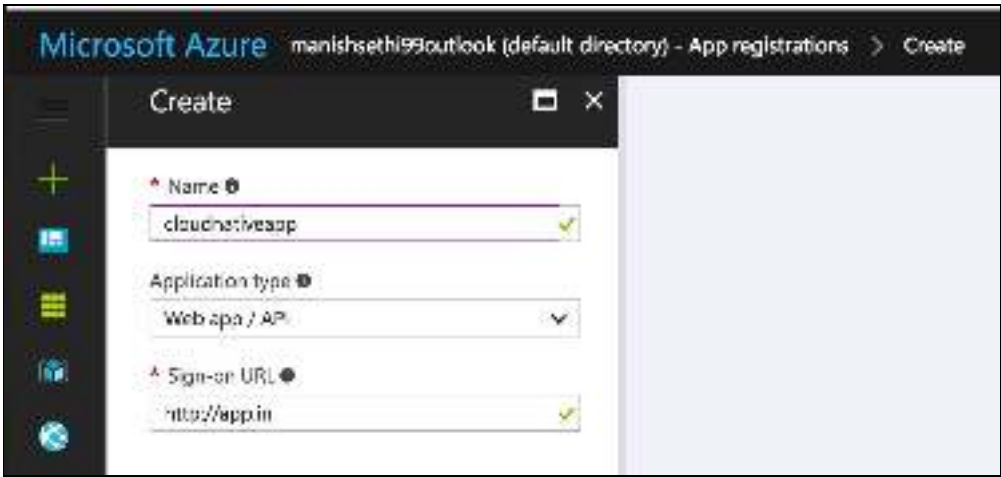 Microsoft Azure manishsethi99outlook (default directory) - App registrations > Create
Create
* Name
cloudnativeapp
Application type
Web app / API
* Sign-on URL
http://app.in